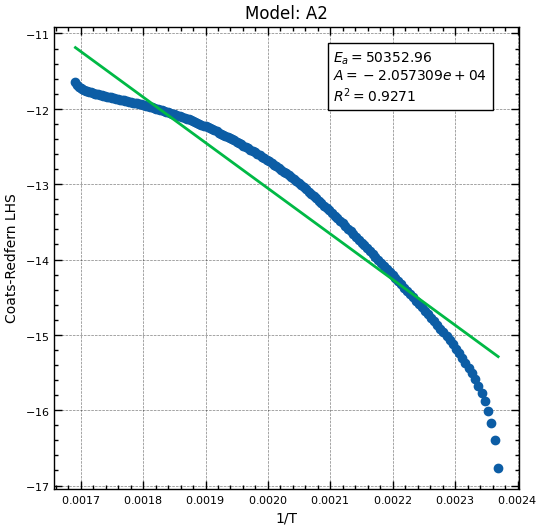 Model: A2
−11
−12
−13
−14
−15
−16
−17
Coats-Redfern LHS
E_a = 50352.96
A = −2.057309e + 04
R^2 = 0.9271
0.0017 0.0018 0.0019 0.0020 0.0021 0.0022 0.0023 0.0024
1/T